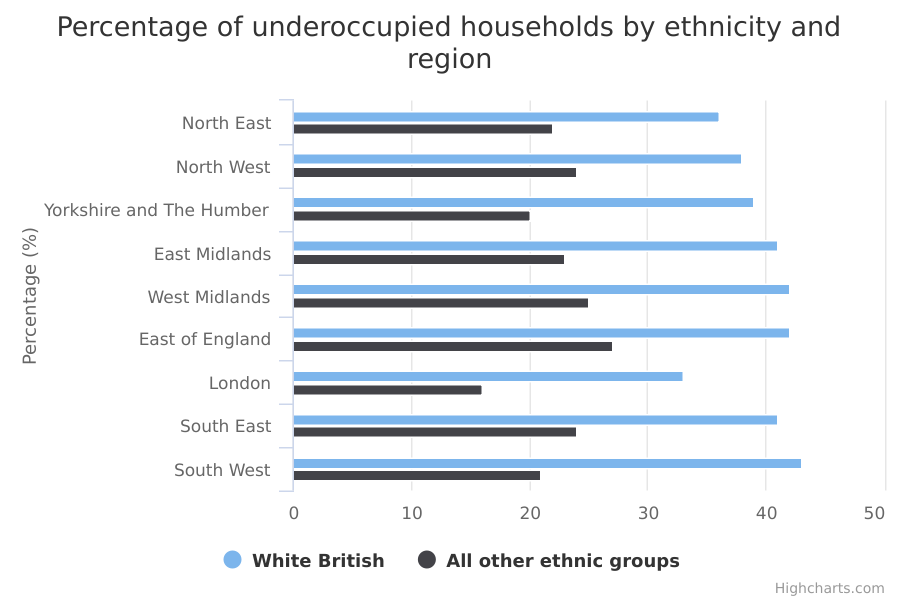 Percentage of underoccupied households by ethnicity and
region
Percentage (%)
North East
North West
Yorkshire and The Humber
East Midlands
West Midlands
East of England
London
South East
South West
0 10 20 30 40 50
White British All other ethnic groups
Highcharts.com